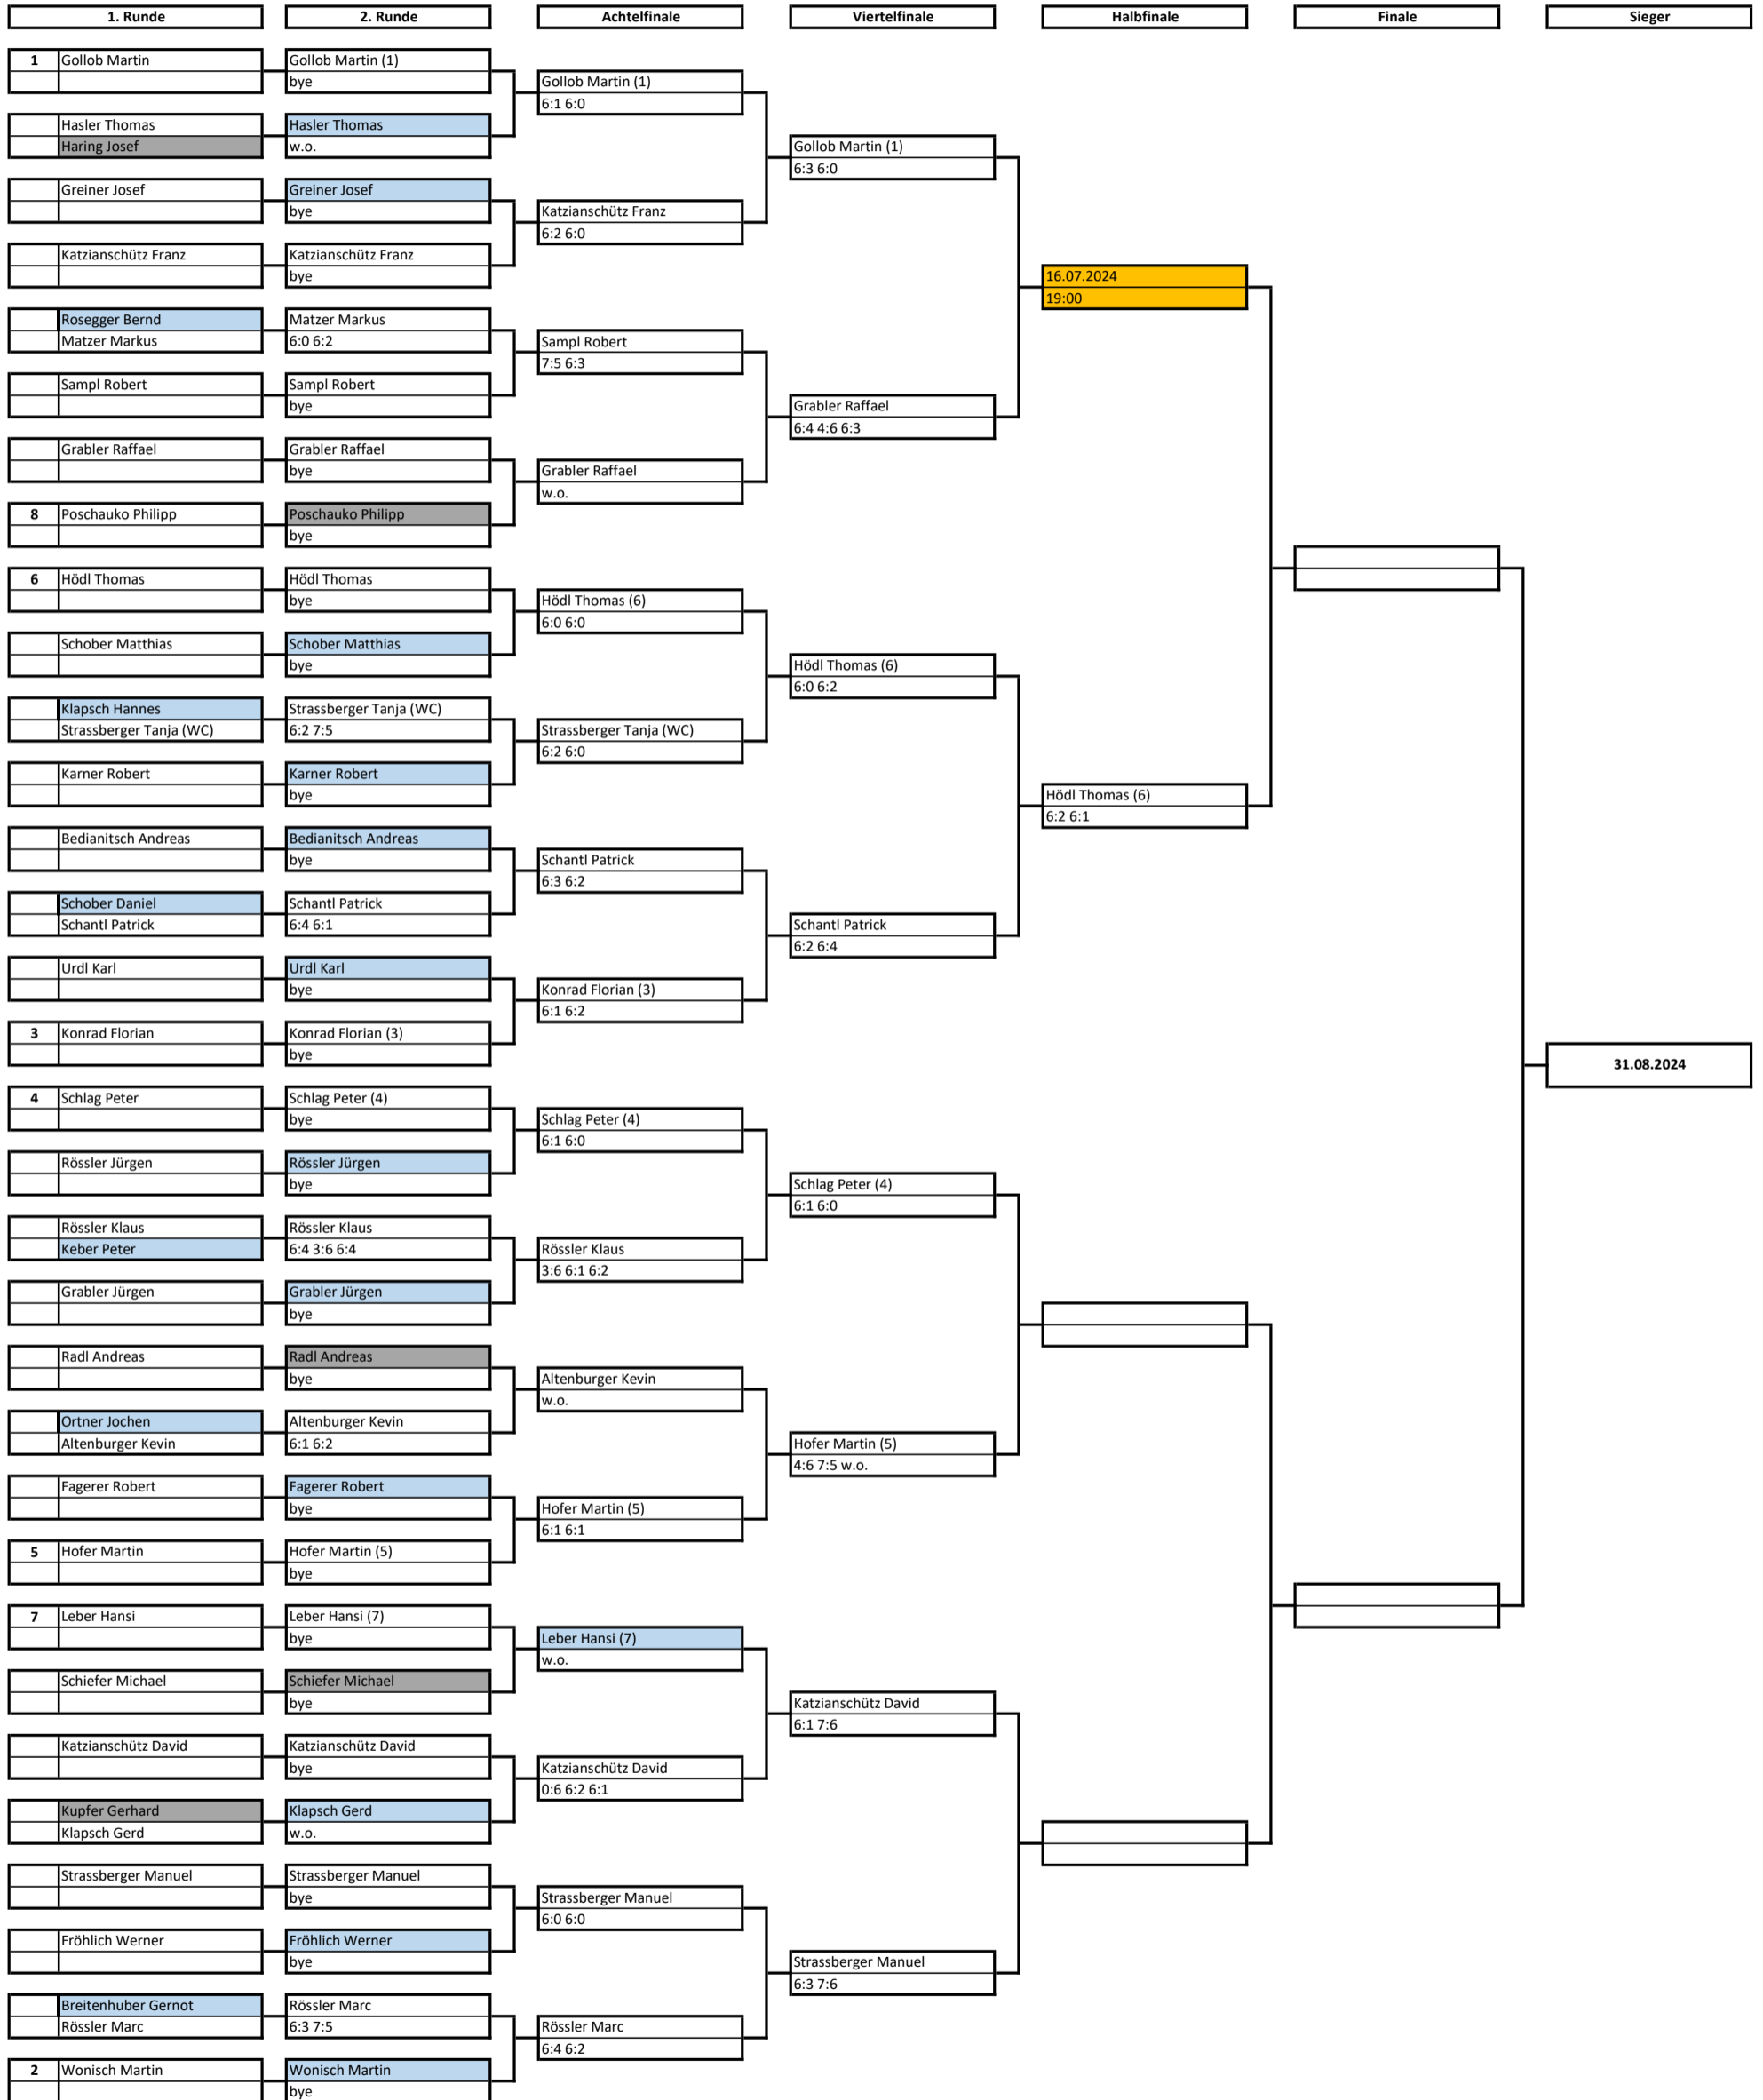 1. Runde
2. Runde
Achtelfinale
Viertelfinale
Halbfinale
Finale
Sieger
1 Gollob Martin
Hasler Thomas
Haring Josef
Greiner Josef
Katzianschütz Franz
Rosegger Bernd
Matzer Markus
Sampl Robert
Grabler Raffael
8 Poschauko Philipp
6 Hödl Thomas
Schober Matthias
Klapsch Hannes
Strassberger Tanja (WC)
Karner Robert
Bedianitsch Andreas
Schober Daniel
Schantl Patrick
Urdl Karl
3 Konrad Florian
4 Schlag Peter
Rössler Jürgen
Rössler Klaus
Keber Peter
Grabler Jürgen
Radl Andreas
Ortner Jochen
Altenburger Kevin
Fagerer Robert
5 Hofer Martin
7 Leber Hansi
Schiefer Michael
Katzianschütz David
Kupfer Gerhard
Klapsch Gerd
Strassberger Manuel
Fröhlich Werner
Breitenhuber Gernot
Rössler Marc
2 Wonisch Martin
Gollob Martin (1)
bye
Hasler Thomas
w.o.
Greiner Josef
bye
Katzianschütz Franz
bye
Matzer Markus
6:0 6:2
Sampl Robert
bye
Grabler Raffael
bye
Poschauko Philipp
bye
Hödl Thomas
bye
Schober Matthias
bye
Strassberger Tanja (WC)
6:2 7:5
Karner Robert
bye
Bedianitsch Andreas
bye
Schantl Patrick
6:4 6:1
Urdl Karl
bye
Konrad Florian (3)
bye
Schlag Peter (4)
bye
Rössler Jürgen
bye
Rössler Klaus
6:4 3:6 6:4
Grabler Jürgen
bye
Radl Andreas
bye
Altenburger Kevin
6:1 6:2
Fagerer Robert
bye
Hofer Martin (5)
bye
Leber Hansi (7)
bye
Schiefer Michael
bye
Katzianschütz David
bye
Klapsch Gerd
w.o.
Strassberger Manuel
bye
Fröhlich Werner
bye
Rössler Marc
6:3 7:5
Wonisch Martin
bye
Gollob Martin (1)
6:1 6:0
Katzianschütz Franz
6:2 6:0
Sampl Robert
7:5 6:3
Grabler Raffael
w.o.
Hödl Thomas (6)
6:0 6:0
Strassberger Tanja (WC)
6:2 6:0
Schantl Patrick
6:3 6:2
Konrad Florian (3)
6:1 6:2
Schlag Peter (4)
6:1 6:0
Rössler Klaus
3:6 6:1 6:2
Altenburger Kevin
w.o.
Hofer Martin (5)
6:1 6:1
Leber Hansi (7)
w.o.
Katzianschütz David
0:6 6:2 6:1
Strassberger Manuel
6:0 6:0
Rössler Marc
6:4 6:2
Gollob Martin (1)
6:3 6:0
Grabler Raffael
6:4 4:6 6:3
Hödl Thomas (6)
6:0 6:2
Schantl Patrick
6:2 6:4
Schlag Peter (4)
6:1 6:0
Hofer Martin (5)
4:6 7:5 w.o.
Katzianschütz David
6:1 7:6
Strassberger Manuel
6:3 7:6
16.07.2024
19:00
Hödl Thomas (6)
6:2 6:1
31.08.2024